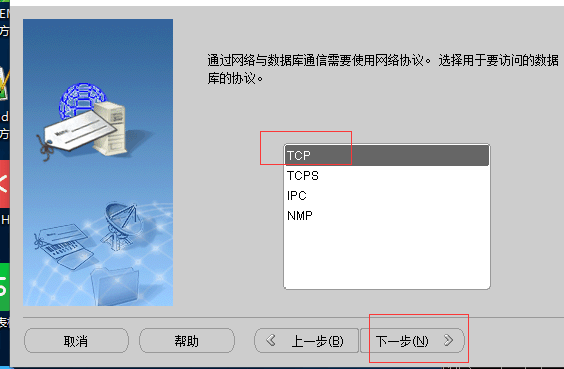 通过网络与数据库通信需要使用网络协议。选择用于要访问的数据
库的协议。
TCP
TCPS
IPC
NMP
取消
帮助
上一步(B)
下一步(N)